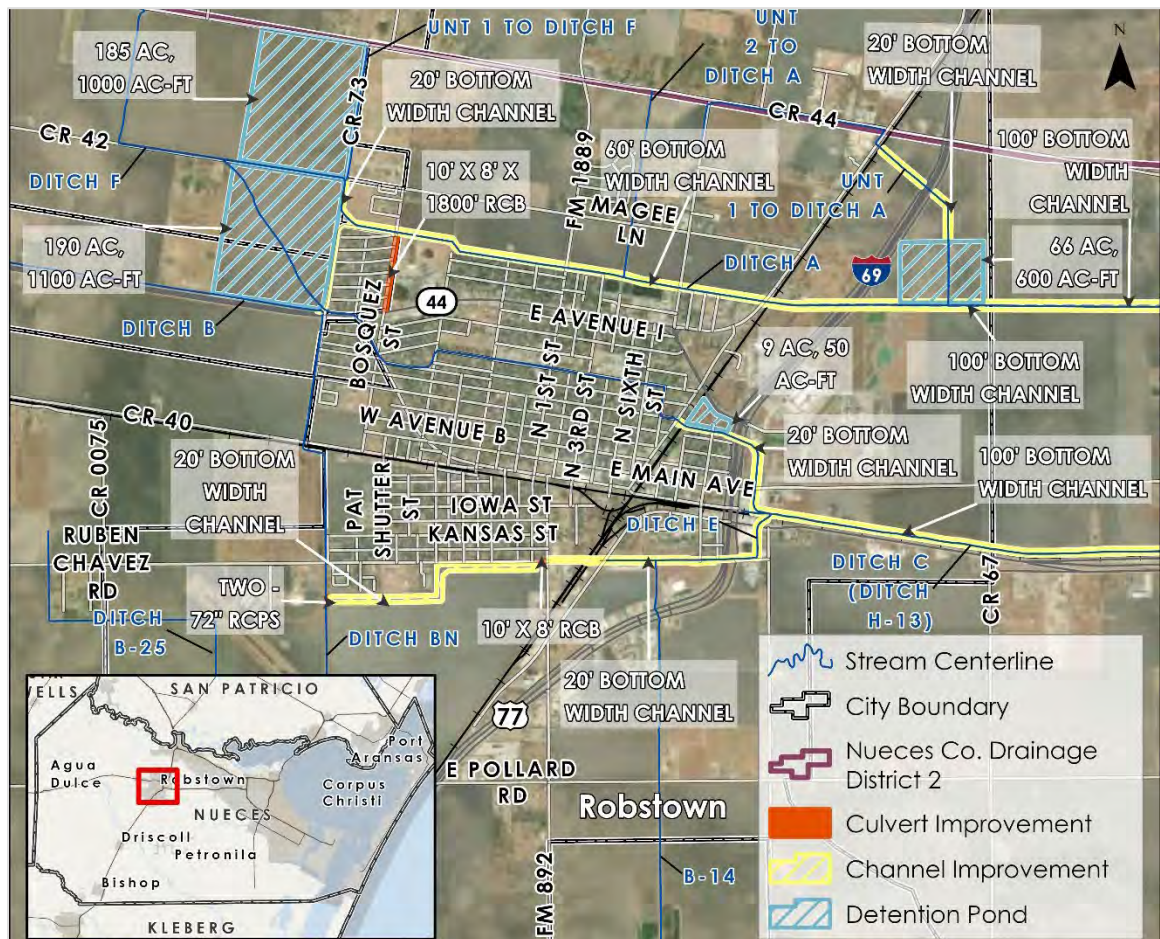 UNT 1 TO DITCH F
UNT
2 TO
DITCH A
20' BOTTOM
WIDTH
CHANNEL
N
185 AC,
1000 AC-FT
CR 73
20' BOTTOM
WIDTH CHANNEL
CR 44
100' BOTTOM
WIDTH
CHANNEL
CR 42
DITCH F
FM 1889
60' BOTTOM
WIDTH CHANNEL
10' X 8' X
1800' RCB
MAGEE
LN
UNT
1 TO DITCH A
190 AC,
1100 AC-FT
DITCH A
69
66 AC,
600 AC-FT
44
DITCH B
BOSQUEZ
ST
E AVENUE I
9 AC, 50
AC-FT
100' BOTTOM
WIDTH CHANNEL
N 1ST ST
N 3RD ST
N SIXTH
ST
CR 40
W AVENUE B
20' BOTTOM
WIDTH CHANNEL
CR 0075
20' BOTTOM
WIDTH
CHANNEL
E MAIN AVE
100' BOTTOM
WIDTH CHANNEL
PAT
SHUTTER
ST
IOWA ST
KANSAS ST
DITCH E
RUBEN
CHAVEZ
RD
DITCH C
(DITCH
H-13)
CR 67
TWO -
72" RCPS
DITCH
B-25
DITCH BN
10' X 8' RCB
20' BOTTOM
WIDTH CHANNEL
77
E POLLARD
RD
Robstown
FM 892
B-14
Stream Centerline
City Boundary
Nueces Co. Drainage
District 2
Culvert Improvement
Channel Improvement
Detention Pond
WELLS
SAN PATRICIO
Port
Aransas
Agua
Dulce
Robstown
Corpus
Christi
NUECES
Driscoll
Petronila
Bishop
KLEBERG